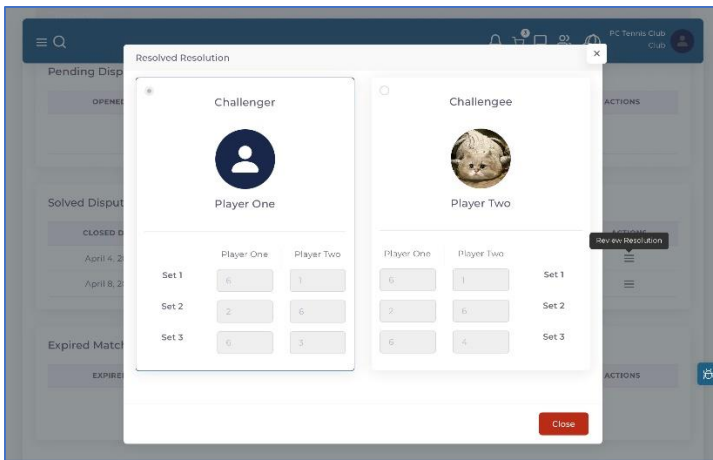 3
PC Tennis Club
Club
Resolved Resolution
×
Pending Disp
OPENED
ACTIONS
Challenger
Challengee
Player One
Player Two
Solved Disput
CLOSED D
ACTIONS
Review Resolution
Player One Player Two
Player One Player Two
April 4, 2
Set 1 6 1
6 1 Set 1
April 8, 2
Set 2 2 6
2 6 Set 2
Set 3 6 3
6 4 Set 3
Expired Match
EXPIRE
ACTIONS
Close